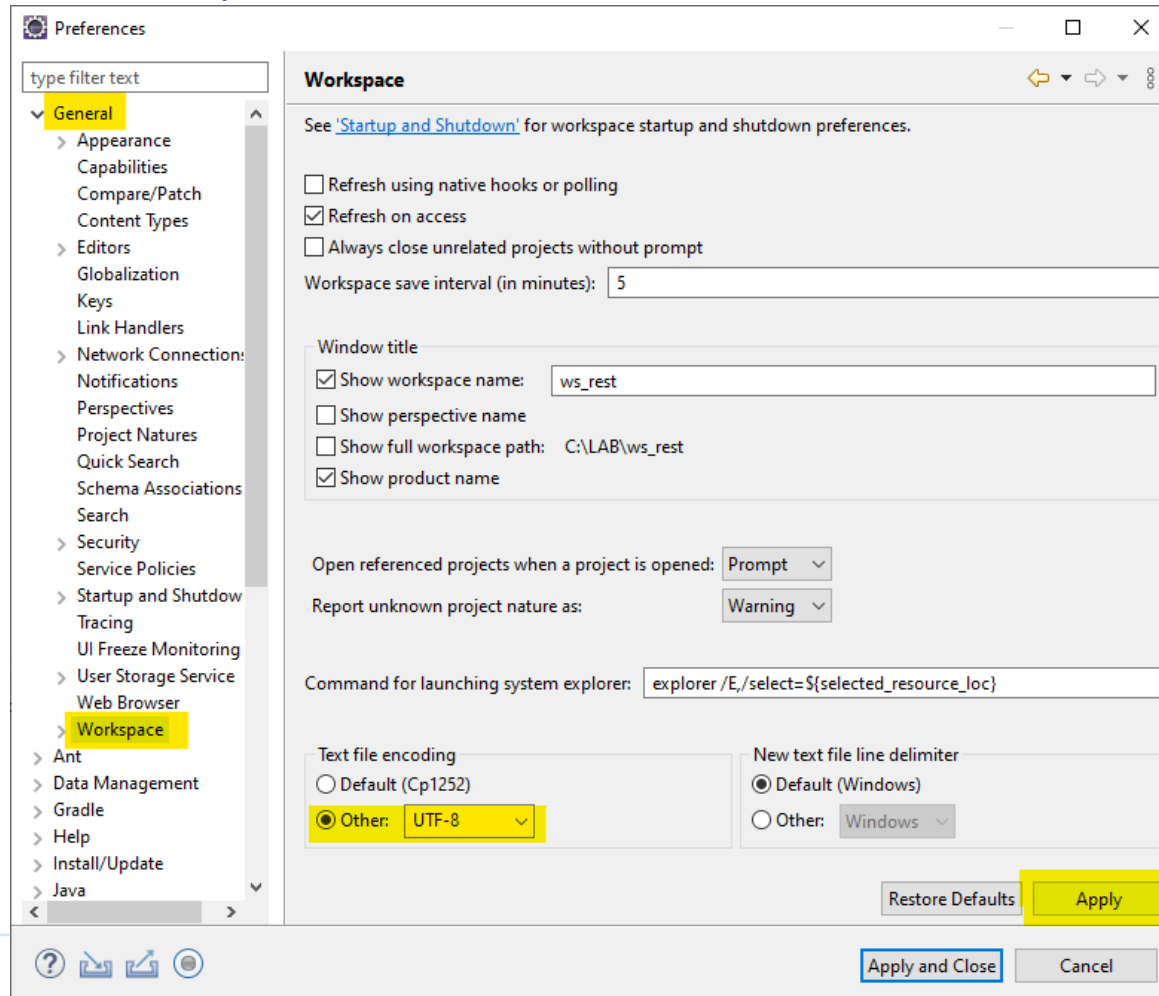 Preferences
type filter text
General
Appearance
Capabilities
Compare/Patch
Content Types
Editors
Globalization
Keys
Link Handlers
Network Connection
Notifications
Perspectives
Project Natures
Quick Search
Schema Associations
Search
Security
Service Policies
Startup and Shutdow
Tracing
UI Freeze Monitoring
User Storage Service
Web Browser
Workspace
Ant
Data Management
Gradle
Help
Install/Update
Java
Workspace
See 'Startup and Shutdown' for workspace startup and shutdown preferences.
Refresh using native hooks or polling
Refresh on access
Always close unrelated projects without prompt
Workspace save interval (in minutes): 5
Window title
Show workspace name: ws_rest
Show perspective name
Show full workspace path: C:\LAB\ws_rest
Show product name
Open referenced projects when a project is opened: Prompt
Report unknown project nature as: Warning
Command for launching system explorer: explorer /E,/select=${selected_resource_loc}
Text file encoding
Default (Cp1252)
Other: UTF-8
New text file line delimiter
Default (Windows)
Other: Windows
Restore Defaults Apply
? Apply and Close Cancel